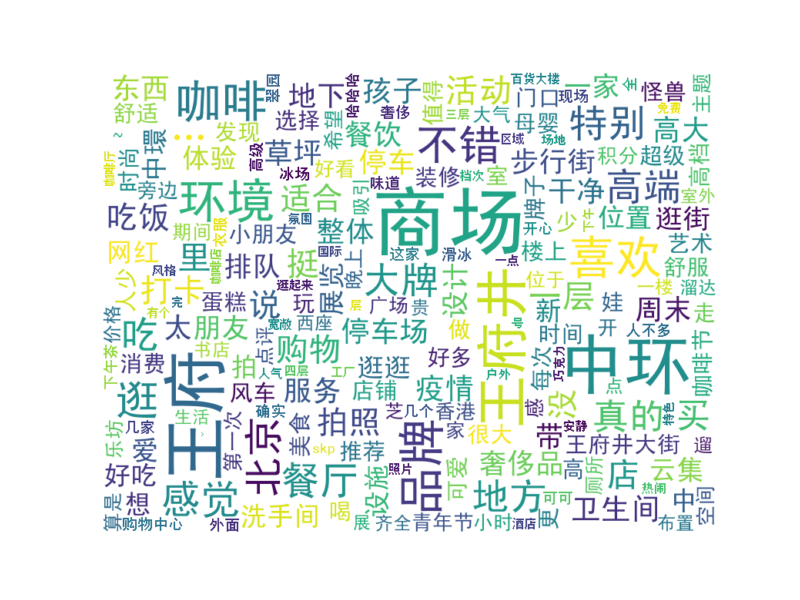 东西
舒适
咖啡
地下
孩子
值得
活动
百货大楼
门口
现场
一家
全
怪兽
免费
主题
翠园
哈哈哈哈
奢侈
三层
大气
选择
希望
餐饮
不错
母婴
特别
高大
发现
时尚
中環
体验
高级
草坪
好看
停车
步行街
区域
场地
积分
超级
高档
旁边
冰场
味道
装修
室
档次
牌子
干净
高端
室外
吃饭
环境
适合
吸引
商场
开心
少
位置
逛街
期间
小朋友
衣服
氛围
整体
网红
里
排队
挺
国际
展览
晚上
这家
滑冰
大牌
设计
一点
楼上
喜欢
艺术
舒服
人少
打卡
风格
蛋糕
说
逛起来
玩
层
广场
贵
王府井
位于
新
一层
一楼
溜达
娃
周末
走
价格
完
有个
太
朋友
宽敞
西座
停车场
做
时间
开
人不多
中环
咖啡节
吃
书店
点评
购物
下午茶
消费
拍
人气
四层
工厂
逛逛
好多
每次
巧克力
户外
点
王府
逛
风车
服务
店铺
疫情
感
没
生活
确实
芝
几个
香港
真的
买
特色
几家
第一次
北京
美食
拍照
家
很大
带
安静
王府井大街
乐坊
爱
skp
推荐
品牌
遛
好吃
感觉
餐厅
设施
照片
可爱
奢侈品
高
厕所
店
云集
热闹
想
地方
可可
卫生间
中
空间
算是
购物中心
外面
洗手间
喝
展
齐全
青年节
小时
酒店
更
布置